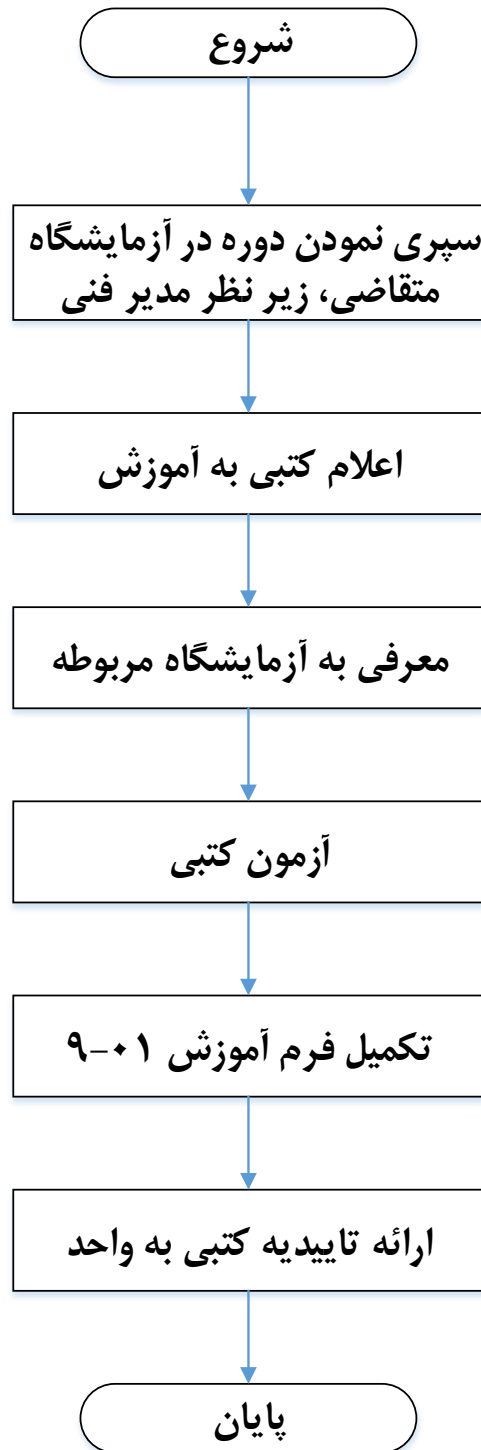 شروع
سپری نمودن دوره در آزمایشگاه
متقاضی، زیر نظر مدیر فنی
اعلام کتبی به آموزش
معرفی به آزمایشگاه مربوطه
آزمون کتبی
تکمیل فرم آموزش ۰۱-۹
ارائه تاییدیه کتبی به واحد
پایان